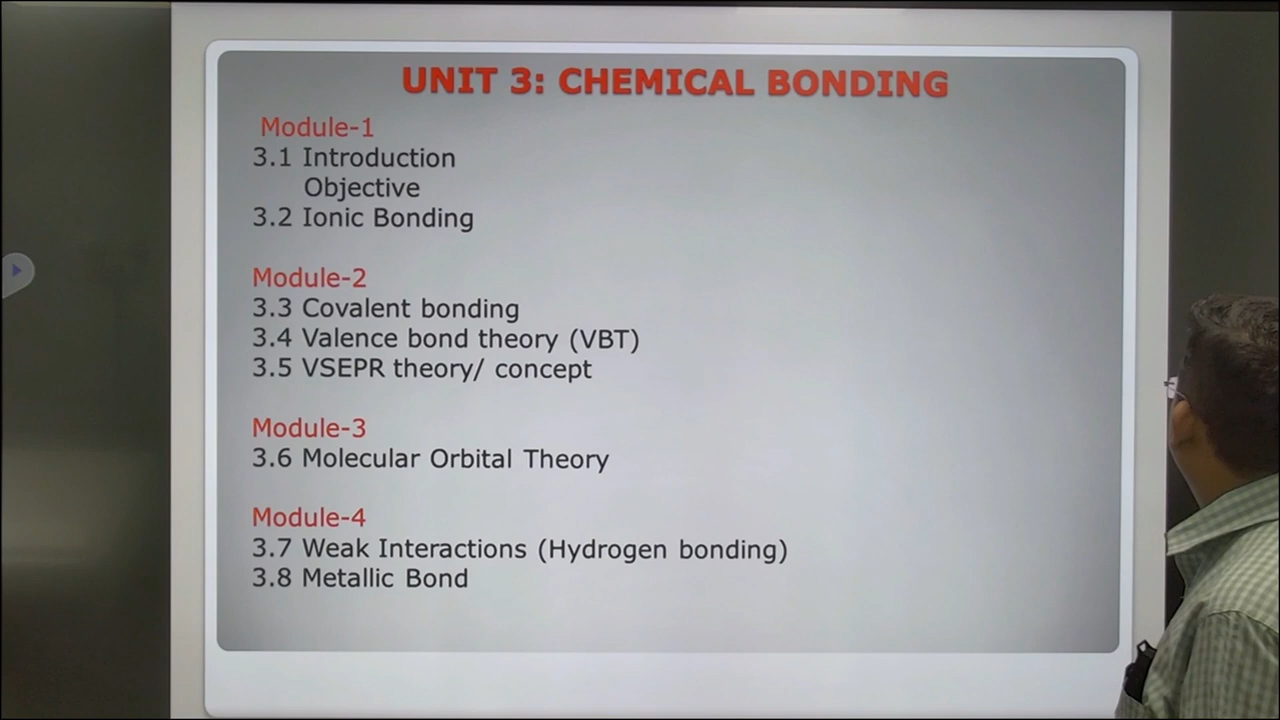 UNIT 3: CHEMICAL BONDING
Module-1
3.1 Introduction
Objective
3.2 Ionic Bonding
Module-2
3.3 Covalent bonding
3.4 Valence bond theory (VBT)
3.5 VSEPR theory/ concept
Module-3
3.6 Molecular Orbital Theory
Module-4
3.7 Weak Interactions (Hydrogen bonding)
3.8 Metallic Bond